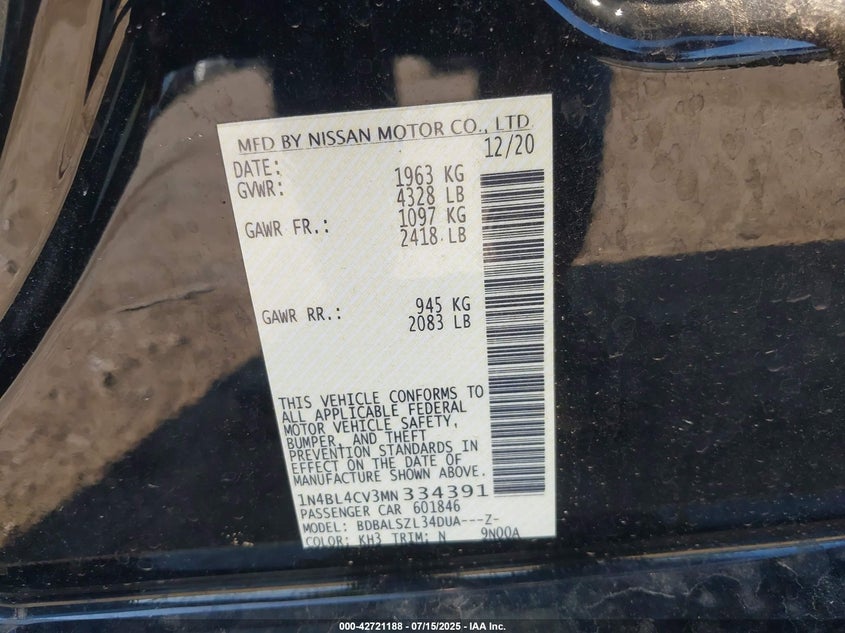 MFD BY NISSAN MOTOR CO., LTD
DATE: 12/20
GVWR: 1963 KG
4328 LB
GAWR FR.: 1097 KG
2418 LB
GAWR RR.: 945 KG
2083 LB
THIS VEHICLE CONFORMS TO
ALL APPLICABLE FEDERAL
MOTOR VEHICLE SAFETY,
BUMPER, AND THEFT
PREVENTION STANDARDS IN
EFFECT ON THE DATE OF
MANUFACTURE SHOWN ABOVE.
1N4BL4CV3MN334391
PASSENGER CAR 601846
MODEL: BDBALSZL34DUA---Z-
COLOR: KH3 TRIM: N 9N00A
000-42721188 - 07/15/2025 - IAA Inc.